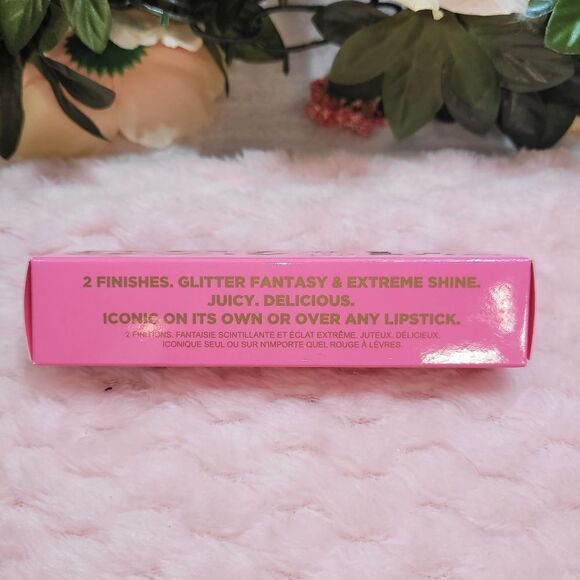 2 FINISHES. GLITTER FANTASY & EXTREME SHINE.
JUICY. DELICIOUS.
ICONIC ON ITS OWN OR OVER ANY LIPSTICK.
2 FINITIONS. FANTAISIE SCINTILLANTE ET ÉCLAT EXTRÊME. JUTEUX. DÉLICIEUX.
ICONIQUE SEUL OU SUR N'IMPORTE QUEL ROUGE À LÈVRES.